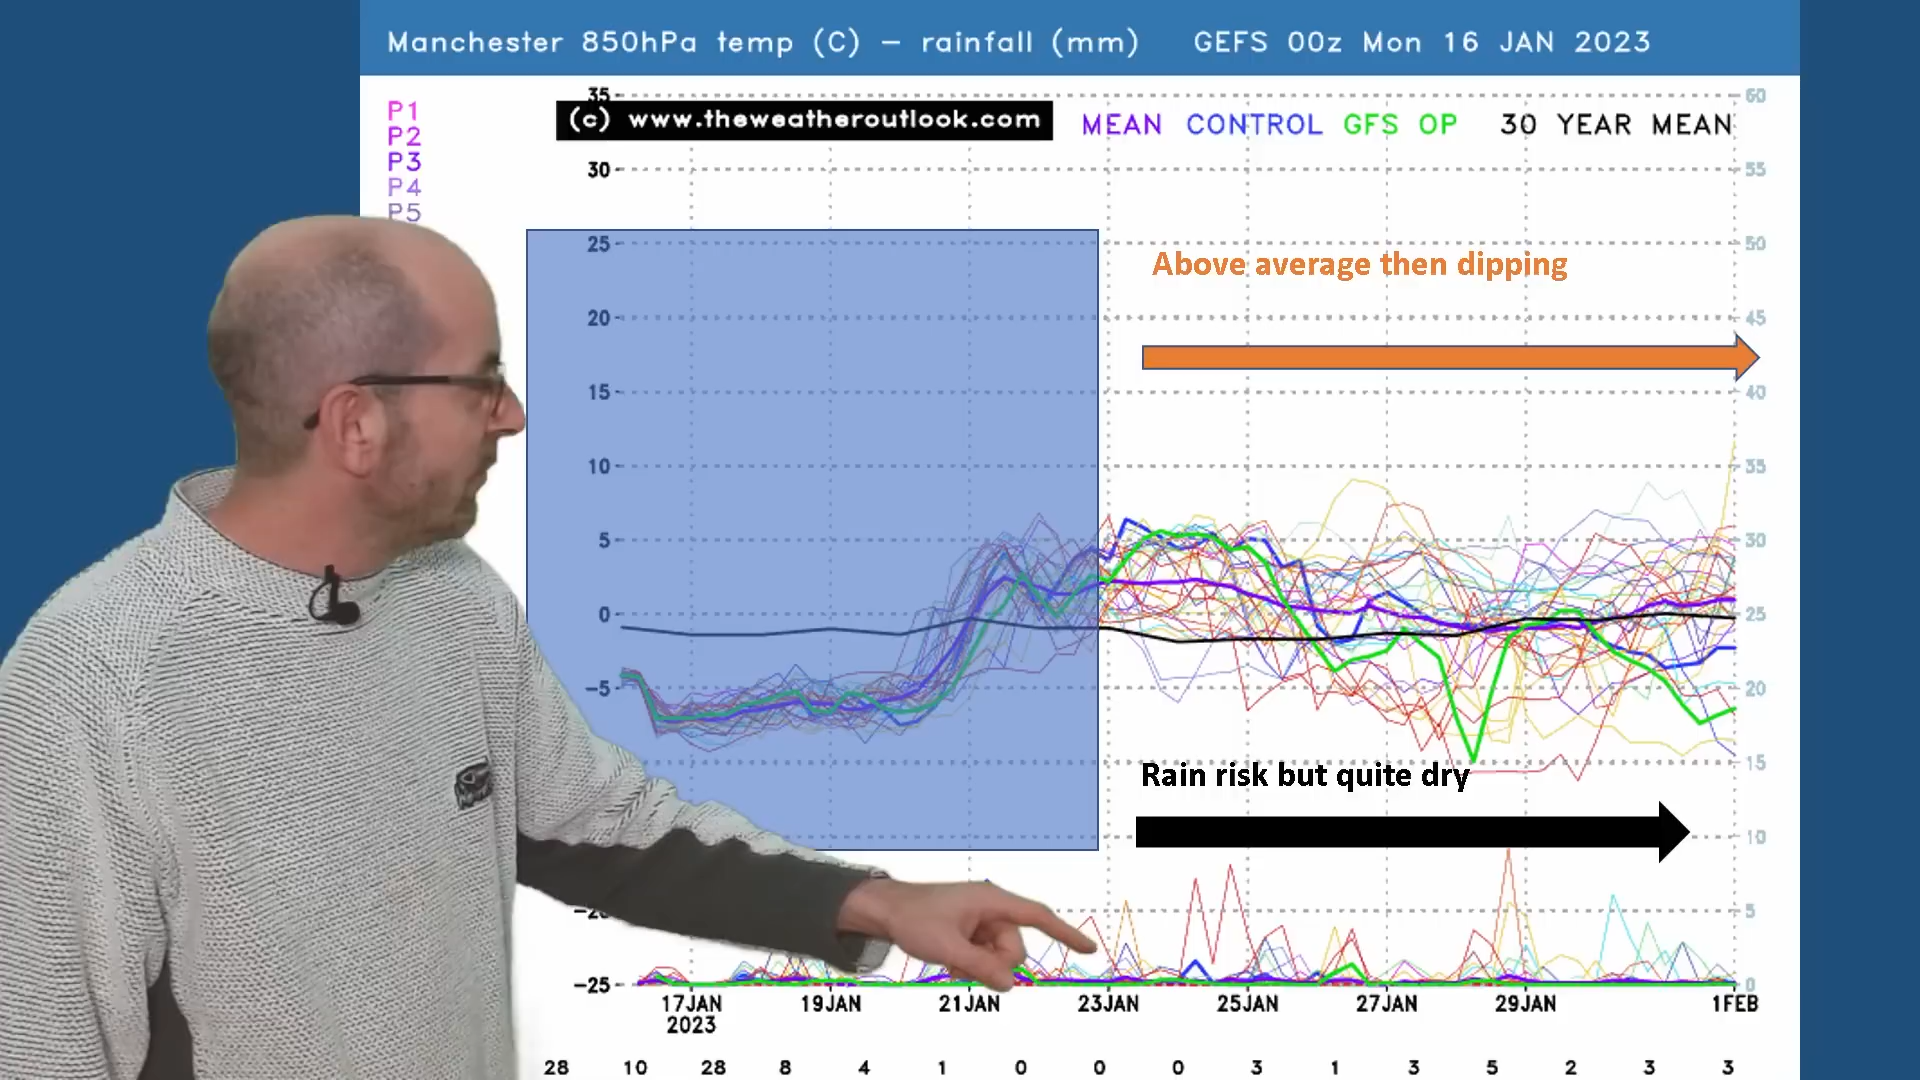 Manchester 850hPa temp (C) – rainfall (mm) GEFS 00z Mon 16 JAN 2023
P1
P2
P3
P4
P5
(c) www.theweatheroutlook.com
MEAN CONTROL GFS OP 30 YEAR MEAN
35
30
25
20
15
10
5
0
−5
−25
60
55
50
45
40
35
30
25
20
15
10
5
0
Above average then dipping
Rain risk but quite dry
17JAN 19JAN 21JAN 23JAN 25JAN 27JAN 29JAN 1FEB
2023
28 10 28 8 4 1 0 0 0 3 1 3 5 2 3 3